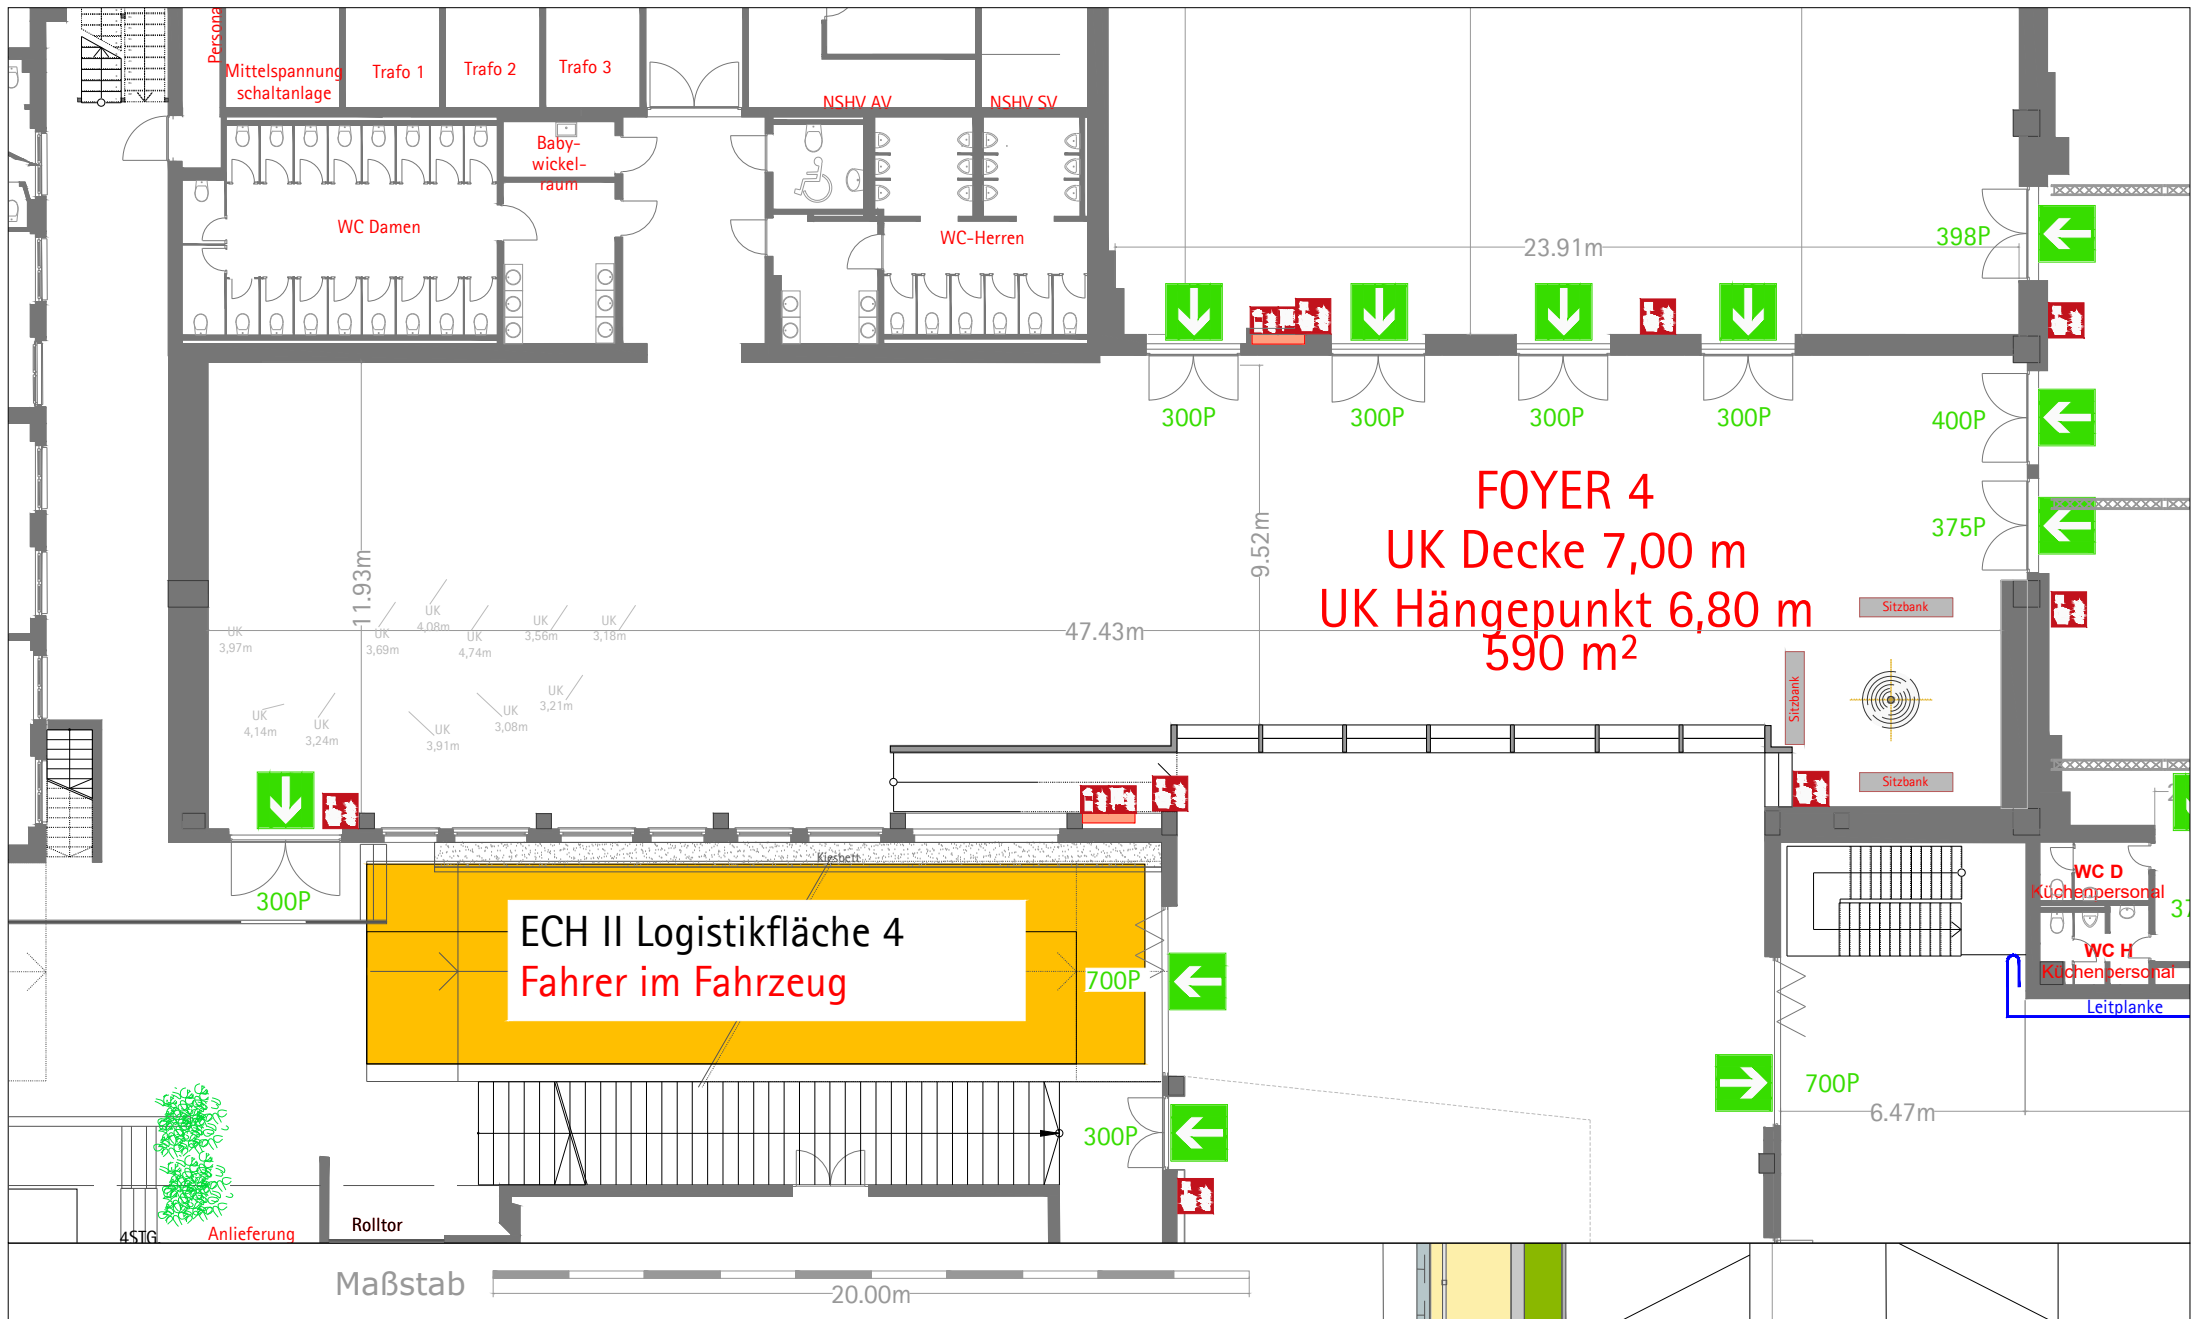 Persona
Mittelspannung
schaltanlage
Trafo 1
Trafo 2
Trafo 3
NSHV AV
NSHV SV
Baby-
wickel-
raum
WC Damen
WC-Herren
23.91m
398P
300P
300P
300P
300P
400P
375P
FOYER 4
UK Decke 7,00 m
UK Hängepunkt 6,80 m
590 m²
9.52m
11.93m
47.43m
UK
3,97m
UK
3,69m
UK
4,08m
UK
4,74m
UK
3,56m
UK
3,18m
UK
4,14m
UK
3,24m
UK
3,91m
UK
3,08m
UK
3,21m
Sitzbank
Sitzbank
Sitzbank
300P
Kiesbett
ECH II Logistikfläche 4
Fahrer im Fahrzeug
700P
300P
700P
6.47m
WC D
Küchenpersonal
WC H
Küchenpersonal
Leitplanke
37
4STG
Anlieferung
Rolltor
Maßstab
20.00m